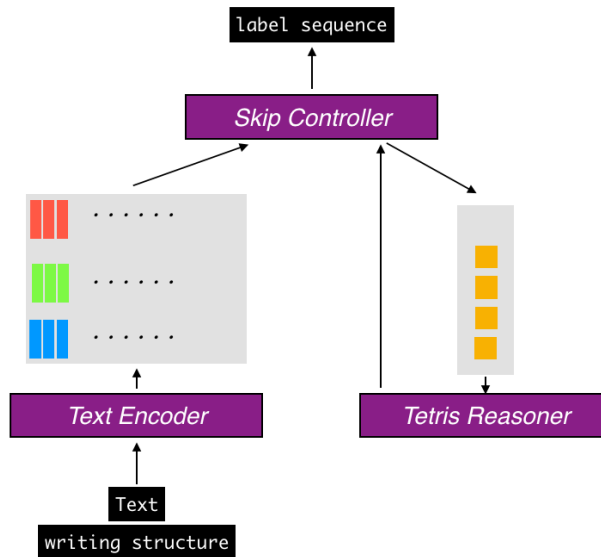 label sequence
Skip Controller
. . . . . .
. . . . . .
. . . . . .
Text Encoder
Tetris Reasoner
Text
writing structure